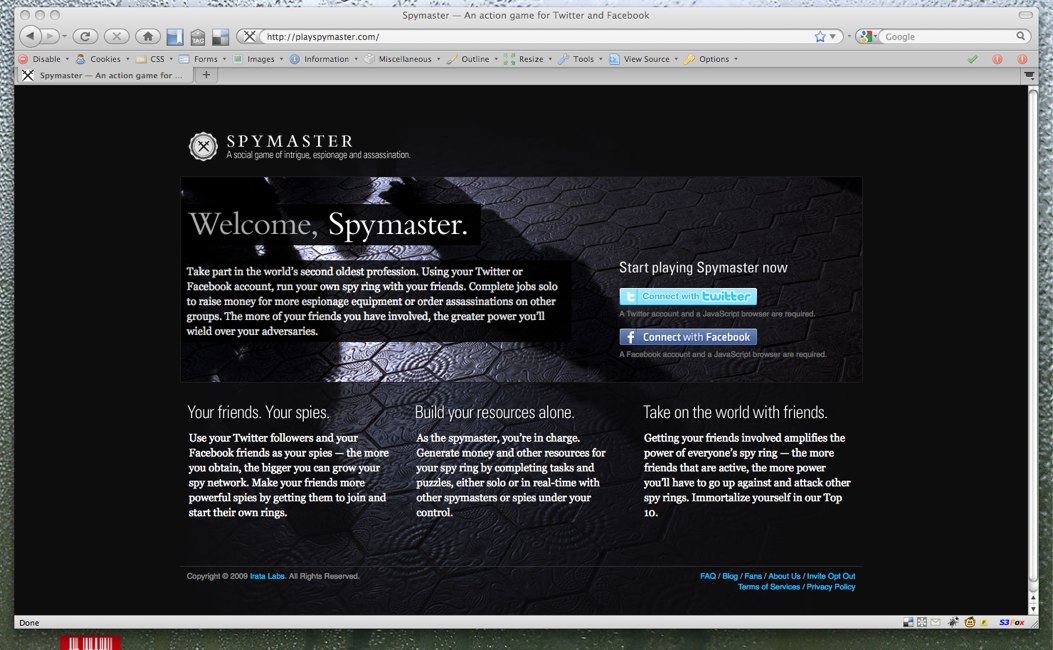 Spymaster — An action game for Twitter and Facebook
http://playspymaster.com/
Google
Disable Cookies CSS Forms Images Information Miscellaneous Outline Resize Tools View Source Options
Spymaster — An action game for ...
SPYMASTER
A social game of intrigue, espionage and assassination.
Welcome, Spymaster.
Take part in the world's second oldest profession. Using your Twitter or
Facebook account, run your own spy ring with your friends. Complete jobs solo
to raise money for more espionage equipment or order assassinations on other
groups. The more of your friends you have involved, the greater power you'll
wield over your adversaries.
Start playing Spymaster now
Connect with twitter
A Twitter account and a JavaScript browser are required.
Connect with Facebook
A Facebook account and a JavaScript browser are required.
Your friends. Your spies.
Use your Twitter followers and your
Facebook friends as your spies — the more
you obtain, the bigger you can grow your
spy network. Make your friends more
powerful spies by getting them to join and
start their own rings.
Build your resources alone.
As the spymaster, you're in charge.
Generate money and other resources for
your spy ring by completing tasks and
puzzles, either solo or in real-time with
other spymasters or spies under your
control.
Take on the world with friends.
Getting your friends involved amplifies the
power of everyone's spy ring — the more
friends that are active, the more power
you'll have to go up against and attack other
spy rings. Immortalize yourself in our Top
10.
Copyright © 2009 Irata Labs. All Rights Reserved.
FAQ / Blog / Fans / About Us / Invite Opt Out
Terms of Services / Privacy Policy
Done
S3Fox